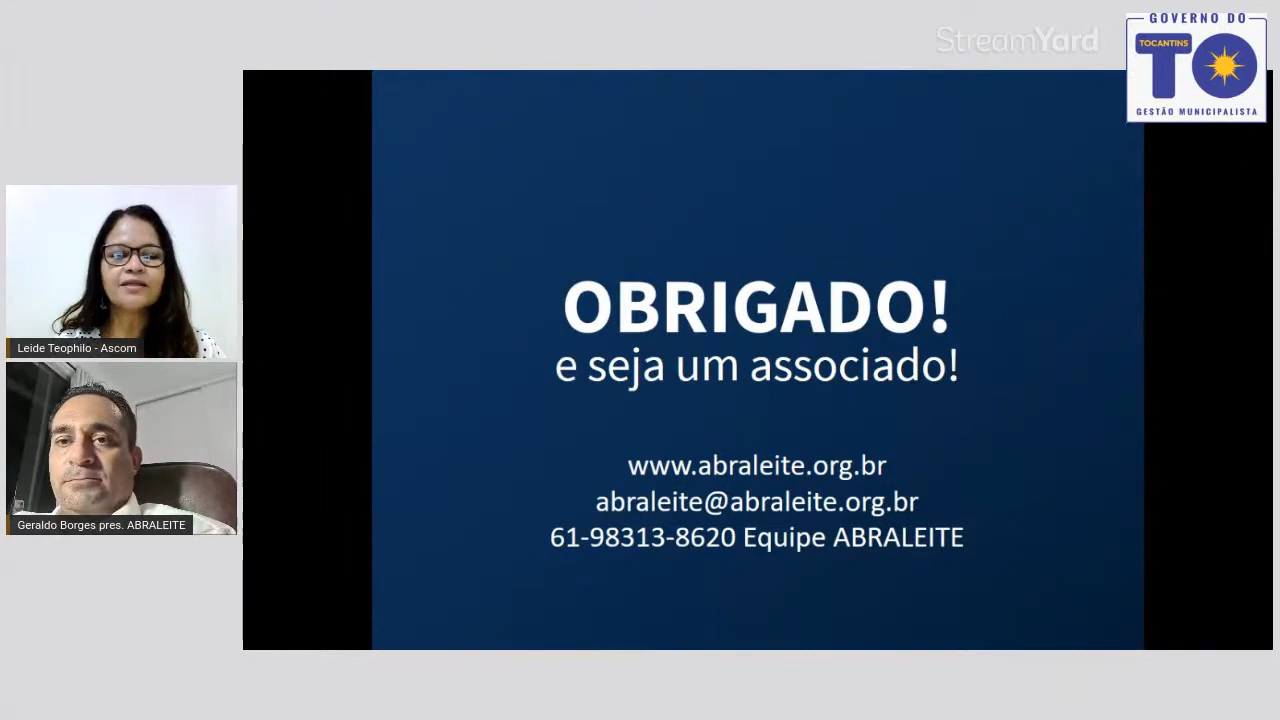 StreamYard
GOVERNO DO
TOCANTINS
TO
GESTÃO MUNICIPALISTA
OBRIGADO!
e seja um associado!
www.abraleite.org.br
abraleite@abraleite.org.br
61-98313-8620 Equipe ABRALEITE
Leide Teophilo - Ascom
Geraldo Borges pres. ABRALEITE